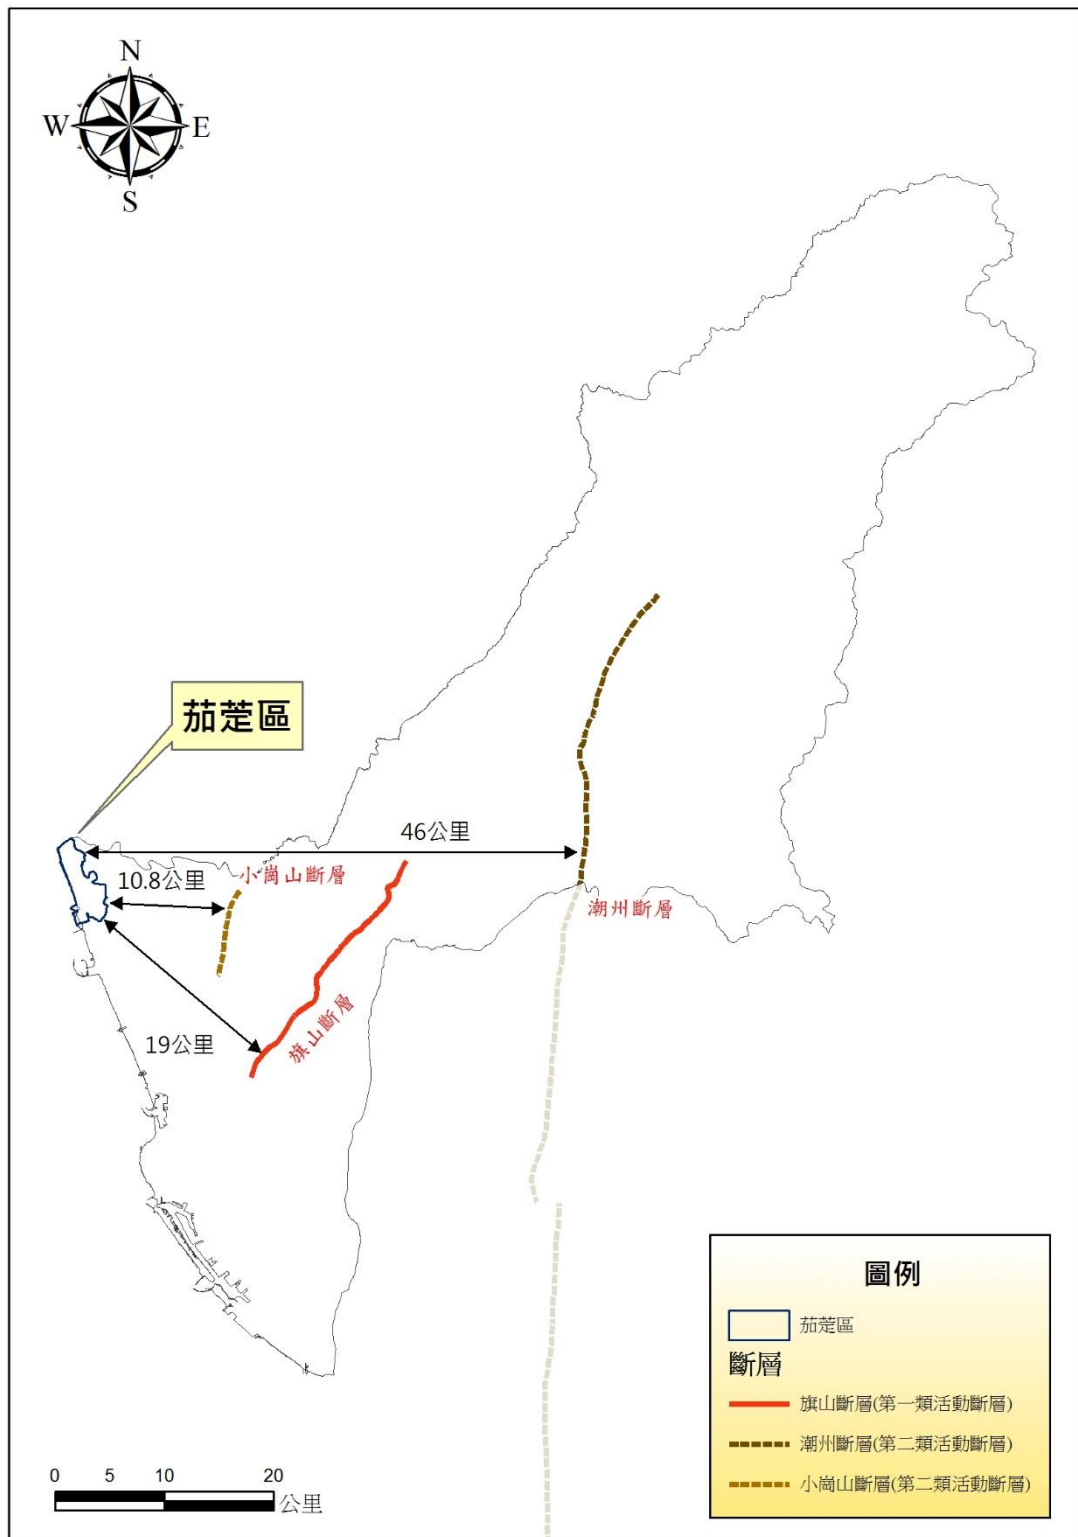 N
W
E
S
茄萣區
46公里
小崗山斷層
10.8公里
潮州斷層
旗山斷層
19公里
圖例
茄萣區
斷層
旗山斷層(第一類活動斷層)
潮州斷層(第二類活動斷層)
小崗山斷層(第二類活動斷層)
0 5 10 20
公里